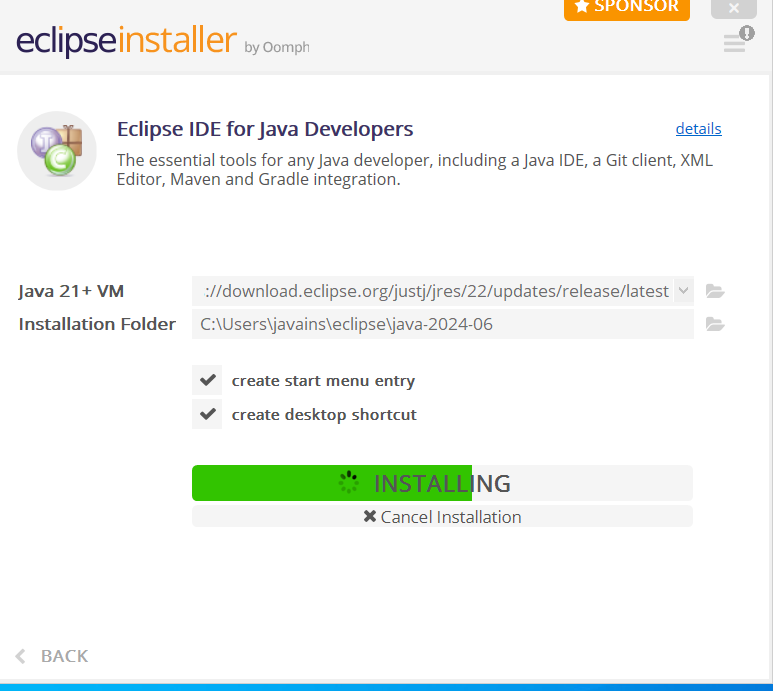 SPONSOR
eclipseinstaller by Oomph
Eclipse IDE for Java Developers
details
The essential tools for any Java developer, including a Java IDE, a Git client, XML
Editor, Maven and Gradle integration.
Java 21+ VM
://download.eclipse.org/justj/jres/22/updates/release/latest
Installation Folder
C:\Users\javains\eclipse\java-2024-06
create start menu entry
create desktop shortcut
INSTALLING
Cancel Installation
BACK